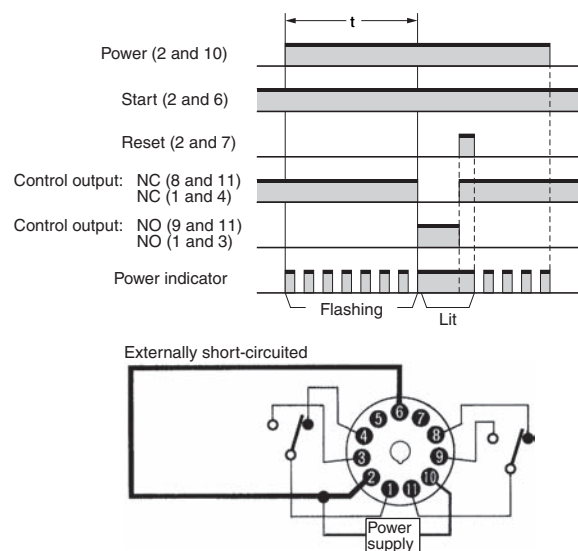 t
Power (2 and 10)
Start (2 and 6)
Reset (2 and 7)
Control output: NC (8 and 11)
NC (1 and 4)
Control output: NO (9 and 11)
NO (1 and 3)
Power indicator
Flashing
Lit
Externally short-circuited
6
5 7
4 8
3 9
2 10
1 11
Power
supply